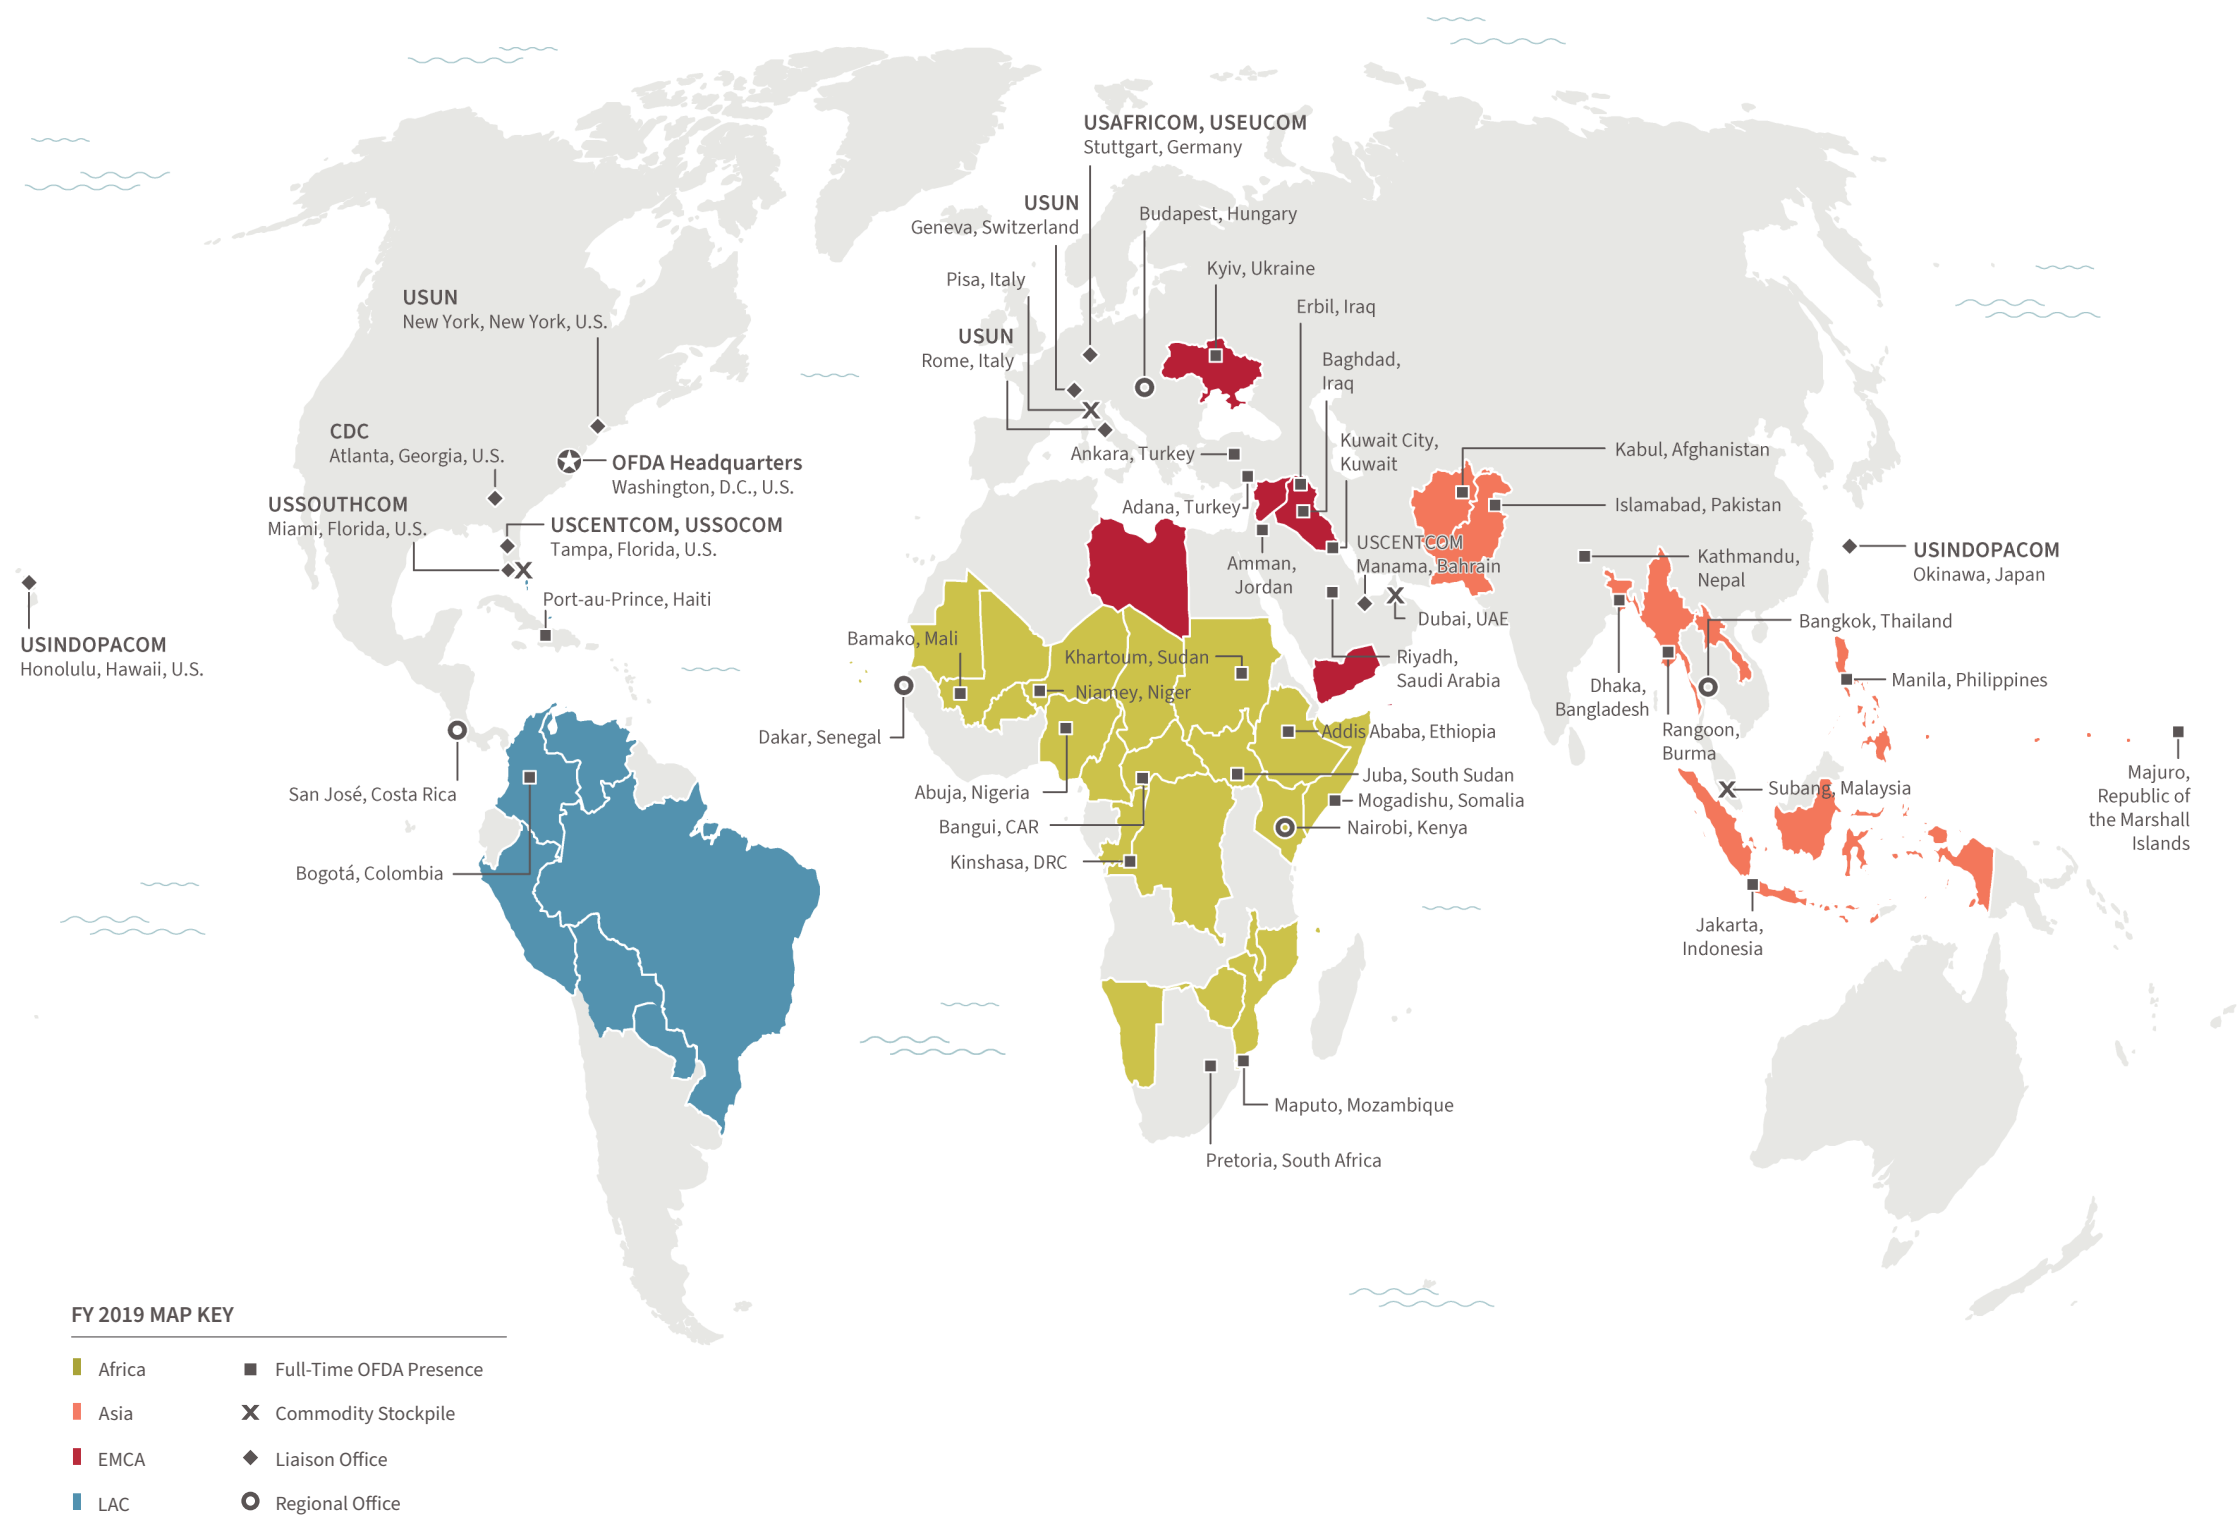 USAFRICOM, USEUCOM
Stuttgart, Germany
USUN
Geneva, Switzerland
Budapest, Hungary
Pisa, Italy
Kyiv, Ukraine
USUN
New York, New York, U.S.
Erbil, Iraq
USUN
Rome, Italy
Baghdad,
Iraq
CDC
Atlanta, Georgia, U.S.
OFDA Headquarters
Washington, D.C., U.S.
Ankara, Turkey
Kuwait City,
Kuwait
Kabul, Afghanistan
USSOUTHCOM
Miami, Florida, U.S.
USCENTCOM, USSOCOM
Tampa, Florida, U.S.
Adana, Turkey
Islamabad, Pakistan
USCENTCOM
Manama, Bahrain
Amman,
Jordan
Kathmandu,
Nepal
USINDOPACOM
Okinawa, Japan
Port-au-Prince, Haiti
Dubai, UAE
Bangkok, Thailand
USINDOPACOM
Honolulu, Hawaii, U.S.
Bamako, Mali
Khartoum, Sudan
Riyadh,
Saudi Arabia
Niamey, Niger
Dhaka,
Bangladesh
Manila, Philippines
Dakar, Senegal
Addis Ababa, Ethiopia
Rangoon,
Burma
San José, Costa Rica
Abuja, Nigeria
Juba, South Sudan
Mogadishu, Somalia
Subang, Malaysia
Majuro,
Republic of
the Marshall
Islands
Bangui, CAR
Nairobi, Kenya
Bogotá, Colombia
Kinshasa, DRC
Jakarta,
Indonesia
Maputo, Mozambique
Pretoria, South Africa
FY 2019 MAP KEY
Africa
Full-Time OFDA Presence
Asia
Commodity Stockpile
EMCA
Liaison Office
LAC
Regional Office